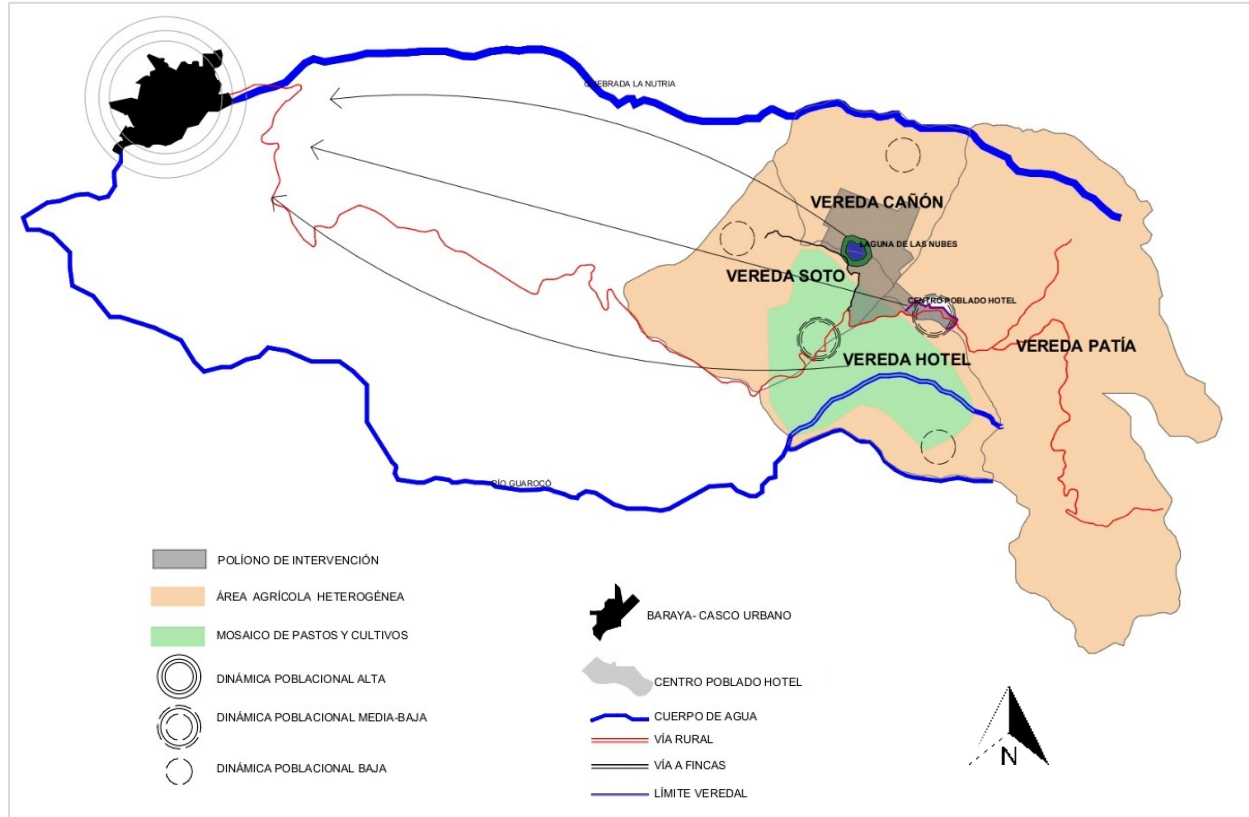 QUEBRADA LA NUTRIA
VEREDA CAÑÓN
LAGUNA DE LAS NUBES
VEREDA SOTO
CENTRO POBLADO HOTEL
VEREDA PATÍA
VEREDA HOTEL
RÍO GUAROCÓ
POLÍONO DE INTERVENCIÓN
ÁREA AGRÍCOLA HETEROGÉNEA
MOSAICO DE PASTOS Y CULTIVOS
DINÁMICA POBLACIONAL ALTA
DINÁMICA POBLACIONAL MEDIA-BAJA
DINÁMICA POBLACIONAL BAJA
BARAYA- CASCO URBANO
CENTRO POBLADO HOTEL
CUERPO DE AGUA
VÍA RURAL
VÍA A FINCAS
LÍMITE VEREDAL
N